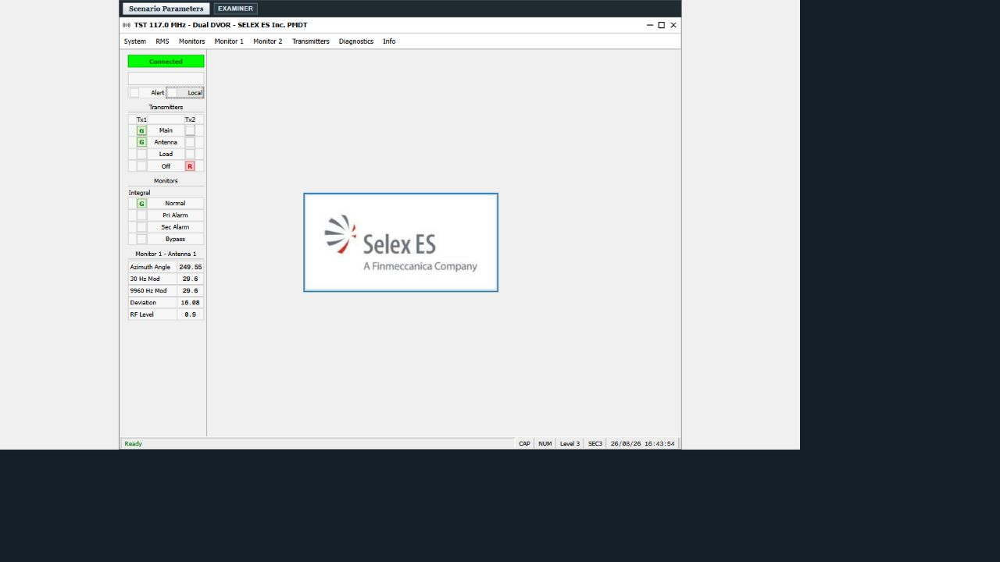 Scenario Parameters EXAMINER
TST 117.0 MHz - Dual DVOR - SELEX ES Inc. PMDT
System RMS Monitors Monitor 1 Monitor 2 Transmitters Diagnostics Info
Connected
Alert Local
Transmitters
Tx1 Tx2
G Main
G Antenna
Load
Off R
Monitors
Integral
G Normal
Pri Alarm
Sec Alarm
Bypass
Monitor 1 - Antenna 1
Azimuth Angle 249.55
30 Hz Mod 29.6
9960 Hz Mod 29.6
Deviation 16.08
RF Level 0.9
Selex ES
A Finmeccanica Company
Ready CAP NUM Level 3 SEC3 26/08/26 16:43:54